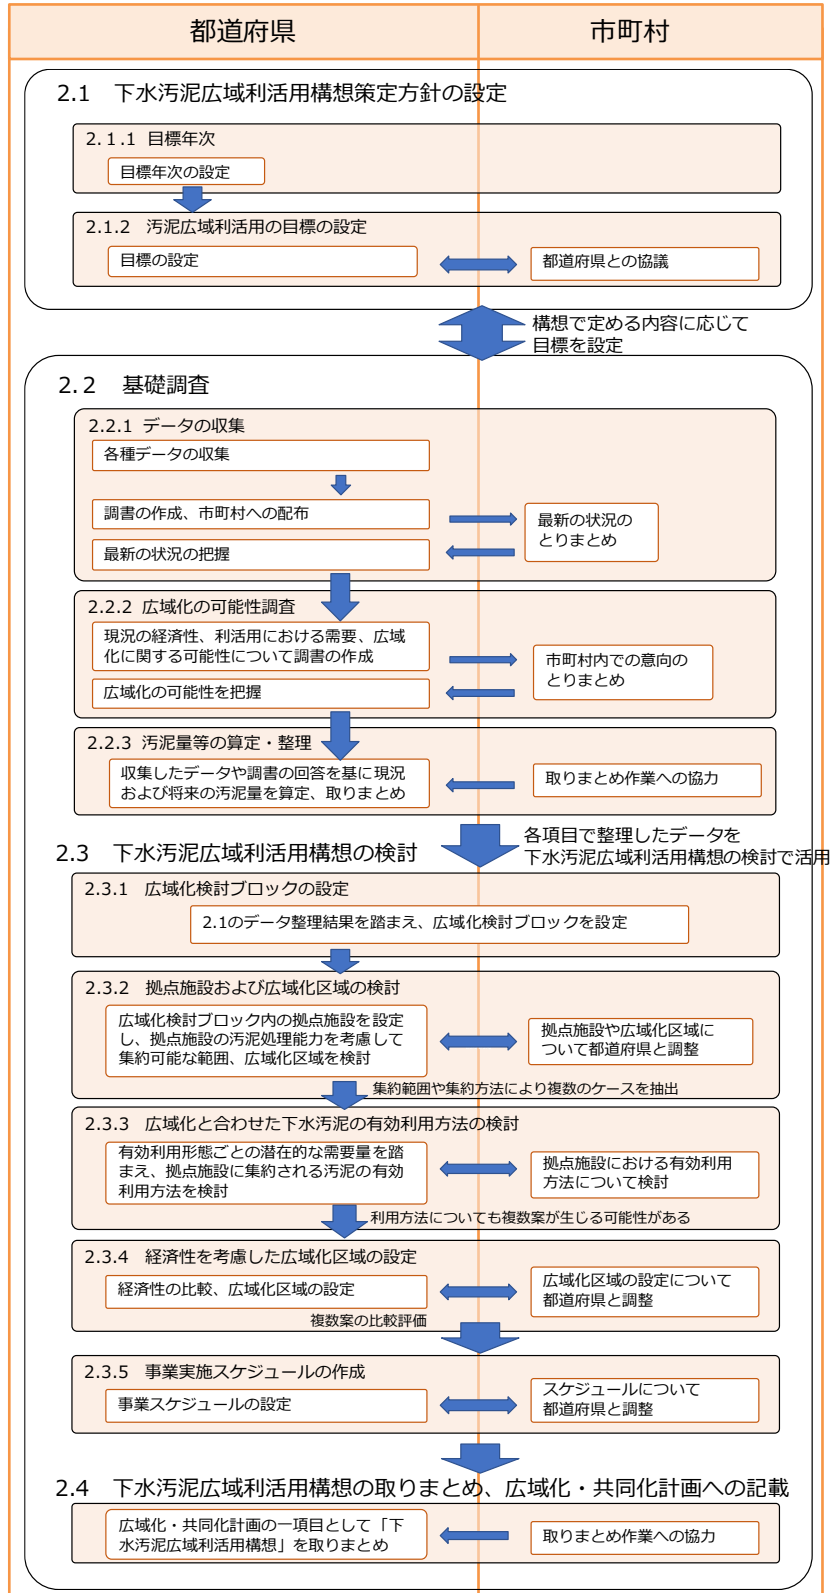 都道府県
市町村
2.1 下水汚泥広域利活用構想策定方針の設定
2.1.1 目標年次
目標年次の設定
2.1.2 汚泥広域利活用の目標の設定
目標の設定
都道府県との協議
構想で定める内容に応じて
目標を設定
2.2 基礎調査
2.2.1 データの収集
各種データの収集
調書の作成、市町村への配布
最新の状況の
とりまとめ
最新の状況の把握
2.2.2 広域化の可能性調査
現況の経済性、利活用における需要、広域
化に関する可能性について調書の作成
市町村内での意向の
とりまとめ
広域化の可能性を把握
2.2.3 汚泥量等の算定・整理
収集したデータや調書の回答を基に現況
および将来の汚泥量を算定、取りまとめ
取りまとめ作業への協力
各項目で整理したデータを
下水汚泥広域利活用構想の検討で活用
2.3 下水汚泥広域利活用構想の検討
2.3.1 広域化検討ブロックの設定
2.1のデータ整理結果を踏まえ、広域化検討ブロックを設定
2.3.2 拠点施設および広域化区域の検討
広域化検討ブロック内の拠点施設を設定
し、拠点施設の汚泥処理能力を考慮して
集約可能な範囲、広域化区域を検討
拠点施設や広域化区域に
ついて都道府県と調整
集約範囲や集約方法により複数のケースを抽出
2.3.3 広域化と合わせた下水汚泥の有効利用方法の検討
有効利用形態ごとの潜在的な需要量を踏
まえ、拠点施設に集約される汚泥の有効
利用方法を検討
拠点施設における有効利用
方法について検討
利用方法についても複数案が生じる可能性がある
2.3.4 経済性を考慮した広域化区域の設定
経済性の比較、広域化区域の設定
広域化区域の設定について
都道府県と調整
複数案の比較評価
2.3.5 事業実施スケジュールの作成
事業スケジュールの設定
スケジュールについて
都道府県と調整
2.4 下水汚泥広域利活用構想の取りまとめ、広域化・共同化計画への記載
広域化・共同化計画の一項目として「下
水汚泥広域利活用構想」を取りまとめ
取りまとめ作業への協力